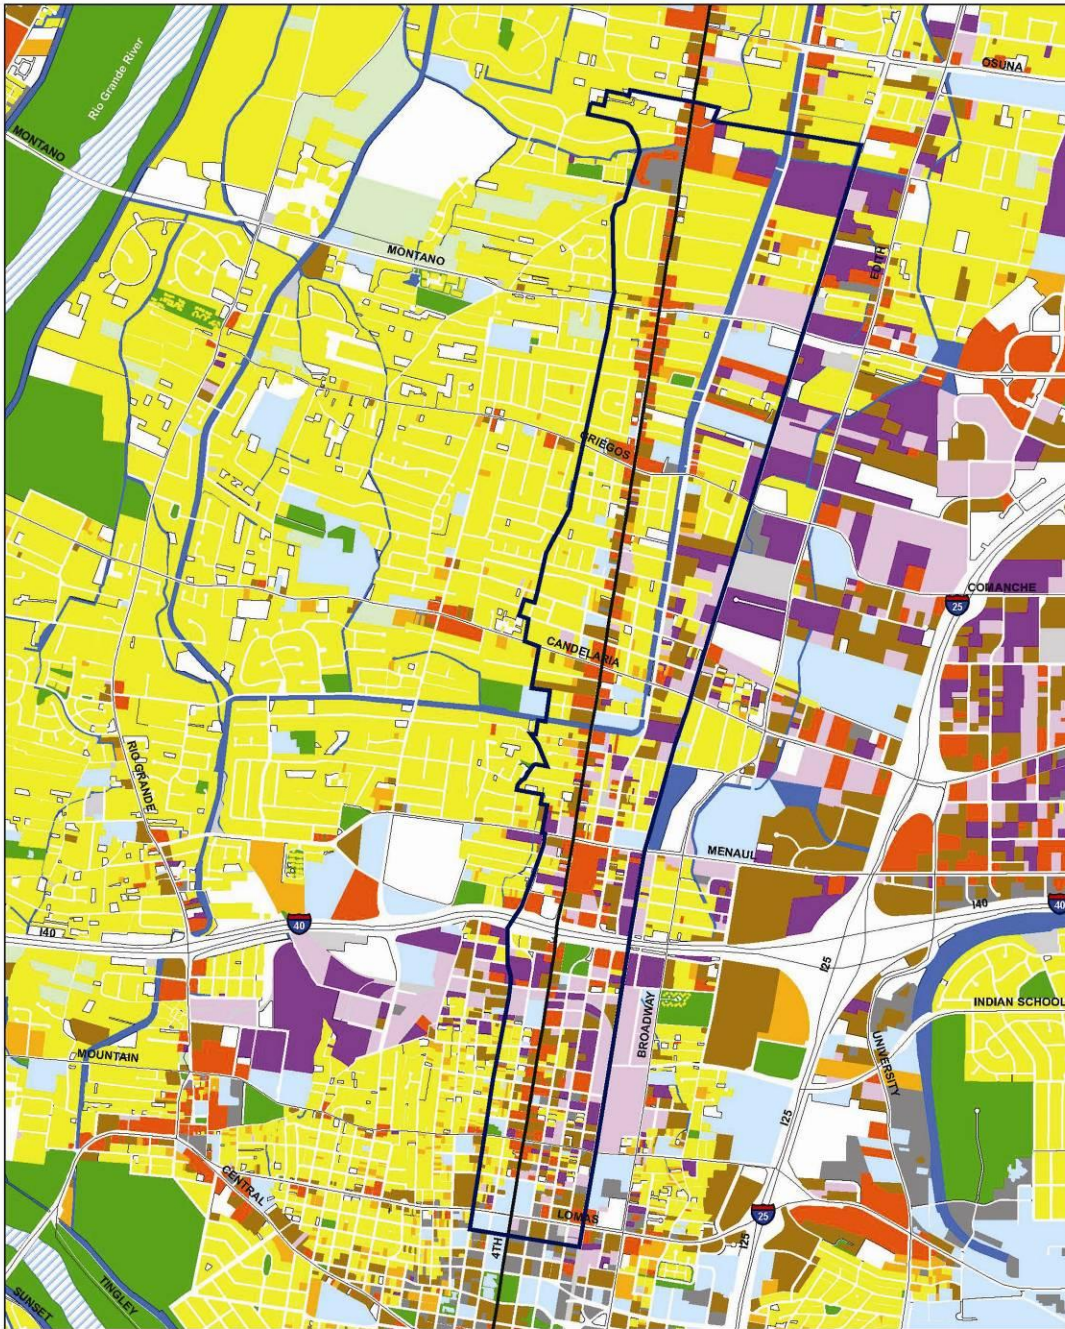 Rio Grande River
OSUNA
MONTANO
MONTANO
EDITH
GRIEGOS
COMANCHE
25
CANDELARIA
RIO GRANDE
MENAUL
I40
40
I40
40
I25
INDIAN SCHOOL
BROADWAY
UNIVERSITY
MOUNTAIN
I25
CENTRAL
LOMAS
25
I25
4TH
TINGLEY
SUNSET